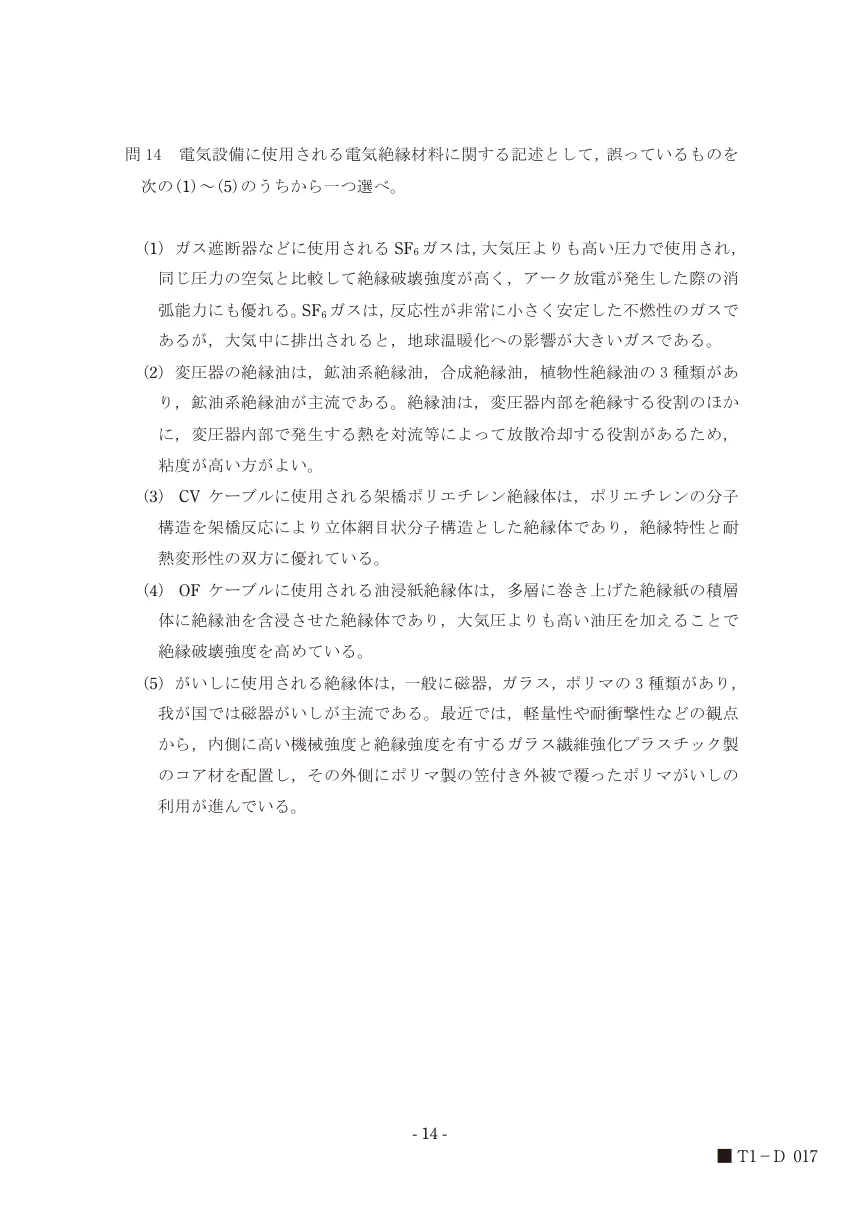 問 14　電気設備に使用される電気絶縁材料に関する記述として，誤っているものを
次の(1)～(5)のうちから一つ選べ。
(1) ガス遮断器などに使用される SF₆ ガスは，大気圧よりも高い圧力で使用され，
同じ圧力の空気と比較して絶縁破壊強度が高く，アーク放電が発生した際の消
弧能力にも優れる。SF₆ ガスは，反応性が非常に小さく安定した不燃性のガスで
あるが，大気中に排出されると，地球温暖化への影響が大きいガスである。
(2) 変圧器の絶縁油は，鉱油系絶縁油，合成絶縁油，植物性絶縁油の 3 種類があ
り，鉱油系絶縁油が主流である。絶縁油は，変圧器内部を絶縁する役割のほか
に，変圧器内部で発生する熱を対流等によって放散冷却する役割があるため，
粘度が高い方がよい。
(3) CV ケーブルに使用される架橋ポリエチレン絶縁体は，ポリエチレンの分子
構造を架橋反応により立体網目状分子構造とした絶縁体であり，絶縁特性と耐
熱変形性の双方に優れている。
(4) OF ケーブルに使用される油浸紙絶縁体は，多層に巻き上げた絶縁紙の積層
体に絶縁油を含浸させた絶縁体であり，大気圧よりも高い油圧を加えることで
絶縁破壊強度を高めている。
(5) がいしに使用される絶縁体は，一般に磁器，ガラス，ポリマの 3 種類があり，
我が国では磁器がいしが主流である。最近では，軽量性や耐衝撃性などの観点
から，内側に高い機械強度と絶縁強度を有するガラス繊維強化プラスチック製
のコア材を配置し，その外側にポリマ製の笠付き外被で覆ったポリマがいしの
利用が進んでいる。
- 14 -
■ T1－D 017